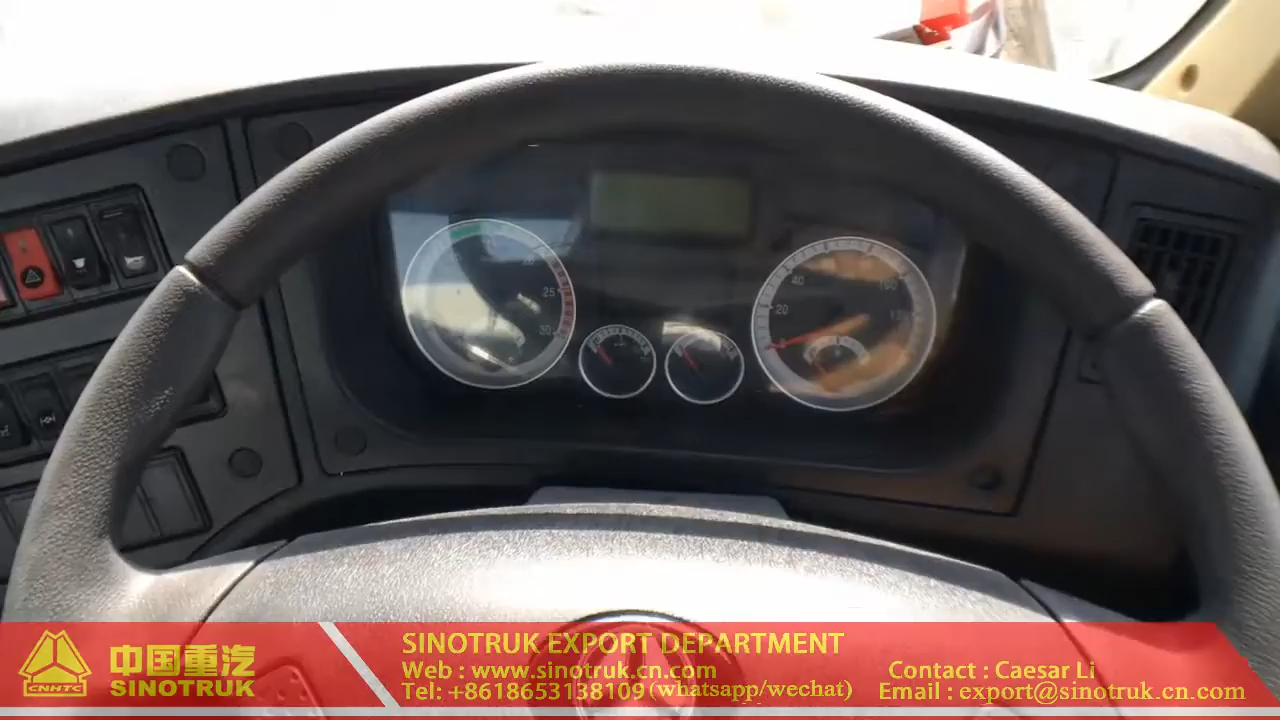 25
30
20
40
100
中国重汽
SINOTRUK
CNHTC
SINOTRUK EXPORT DEPARTMENT
Web : www.sinotruk.cn.com
Contact : Caesar Li
Tel: +8618653138109(whatsapp/wechat)
Email : export@sinotruk.cn.com